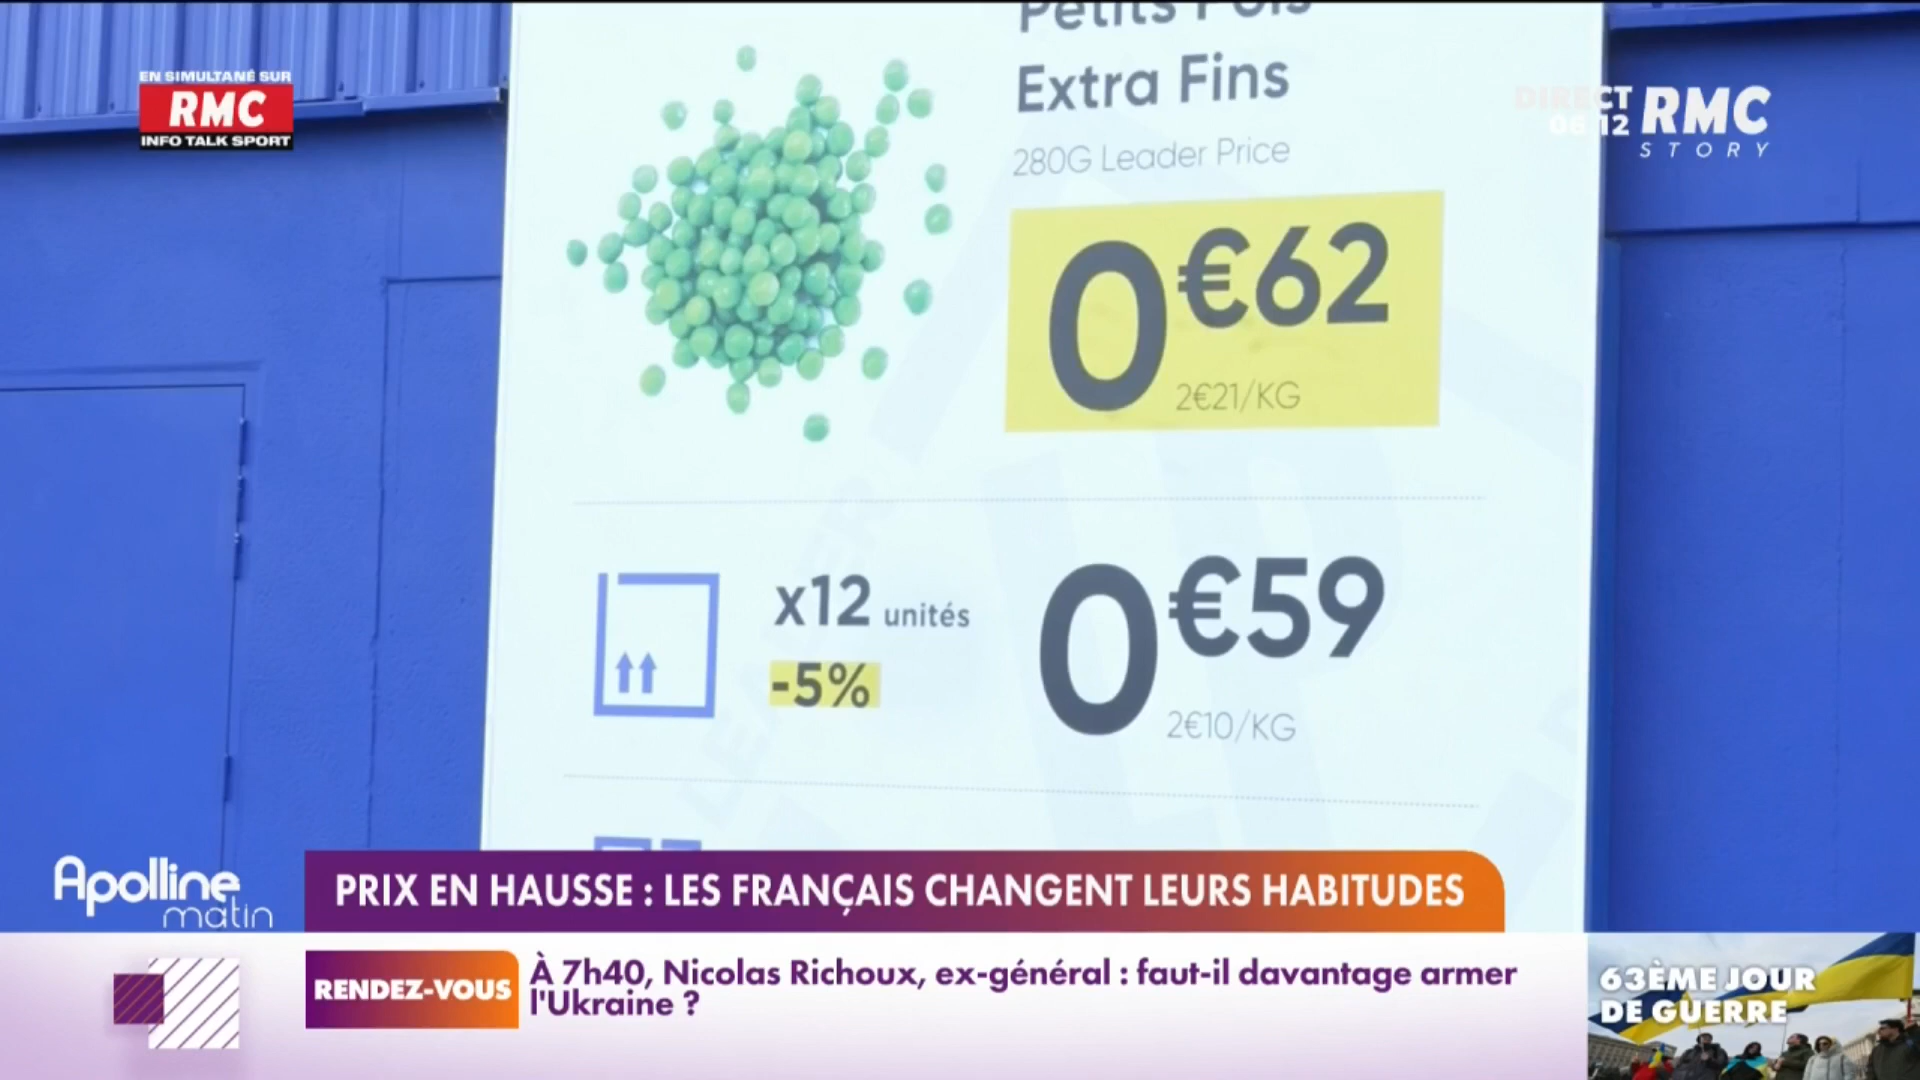 EN SIMULTANÉ SUR
RMC
INFO TALK SPORT
DIRECT
06 12
RMC
STORY
Petits Pois
Extra Fins
280G Leader Price
0€62
2€21/KG
x12 unités
-5%
0€59
2€10/KG
Apolline
matin
PRIX EN HAUSSE : LES FRANÇAIS CHANGENT LEURS HABITUDES
RENDEZ-VOUS
À 7h40, Nicolas Richoux, ex-général : faut-il davantage armer
l'Ukraine ?
63ÈME JOUR
DE GUERRE